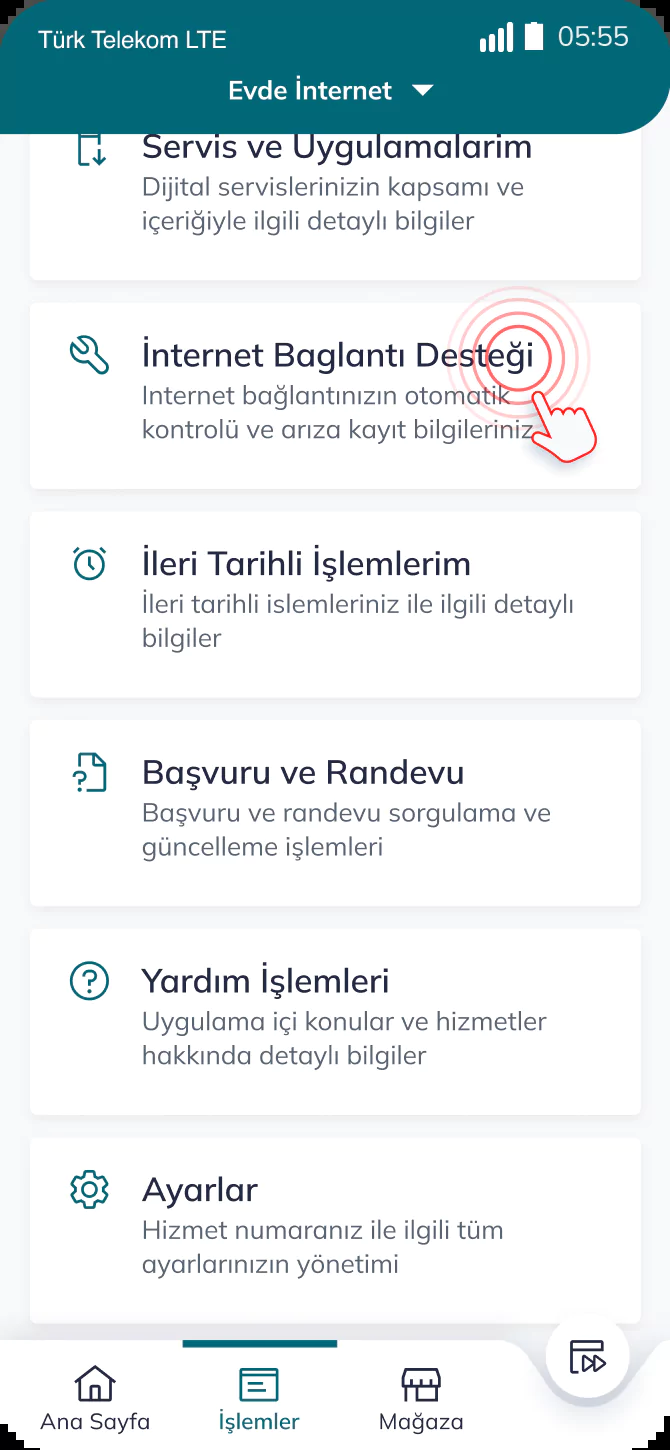 Türk Telekom LTE
05:55
Evde İnternet
Servis ve Uygulamalarim
Dijital servislerinizin kapsamı ve
içeriğiyle ilgili detaylı bilgiler
İnternet Baglantı Desteği
Internet bağlantınızın otomatik
kontrolü ve arıza kayıt bilgileriniz
İleri Tarihli İşlemlerim
İleri tarihli islemleriniz ile ilgili detaylı
bilgiler
Başvuru ve Randevu
Başvuru ve randevu sorgulama ve
güncelleme işlemleri
Yardım İşlemleri
Uygulama içi konular ve hizmetler
hakkında detaylı bilgiler
Ayarlar
Hizmet numaranız ile ilgili tüm
ayarlarınızın yönetimi
Ana Sayfa
İşlemler
Mağaza